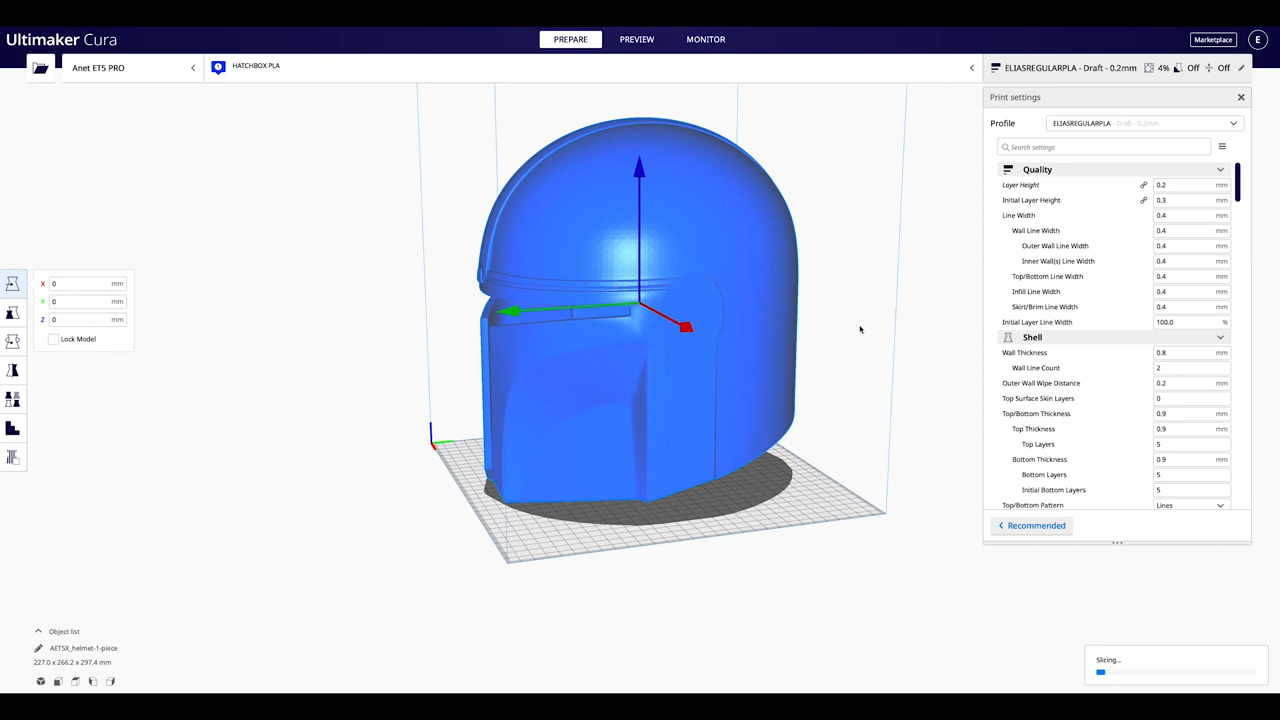 Ultimaker Cura
PREPARE
PREVIEW
MONITOR
Marketplace
E
Anet ET5 PRO
HATCHBOX PLA
ELIASREGULARPLA - Draft - 0.2mm
4%
Off
Off
Print settings
Profile
ELIASREGULARPLA - Draft - 0.2mm
Search settings
Quality
Layer Height 0.2 mm
Initial Layer Height 0.3 mm
Line Width 0.4 mm
Wall Line Width 0.4 mm
Outer Wall Line Width 0.4 mm
Inner Wall(s) Line Width 0.4 mm
Top/Bottom Line Width 0.4 mm
Infill Line Width 0.4 mm
Skirt/Brim Line Width 0.4 mm
Initial Layer Line Width 100.0 %
Shell
Wall Thickness 0.8 mm
Wall Line Count 2
Outer Wall Wipe Distance 0.2 mm
Top Surface Skin Layers 0
Top/Bottom Thickness 0.9 mm
Top Thickness 0.9 mm
Top Layers 5
Bottom Thickness 0.9 mm
Bottom Layers 5
Initial Bottom Layers 5
Top/Bottom Pattern Lines
Recommended
X 0 mm
Y 0 mm
Z 0 mm
Lock Model
Object list
AET5X_helmet-1-piece
227.0 x 266.2 x 297.4 mm
Slicing...